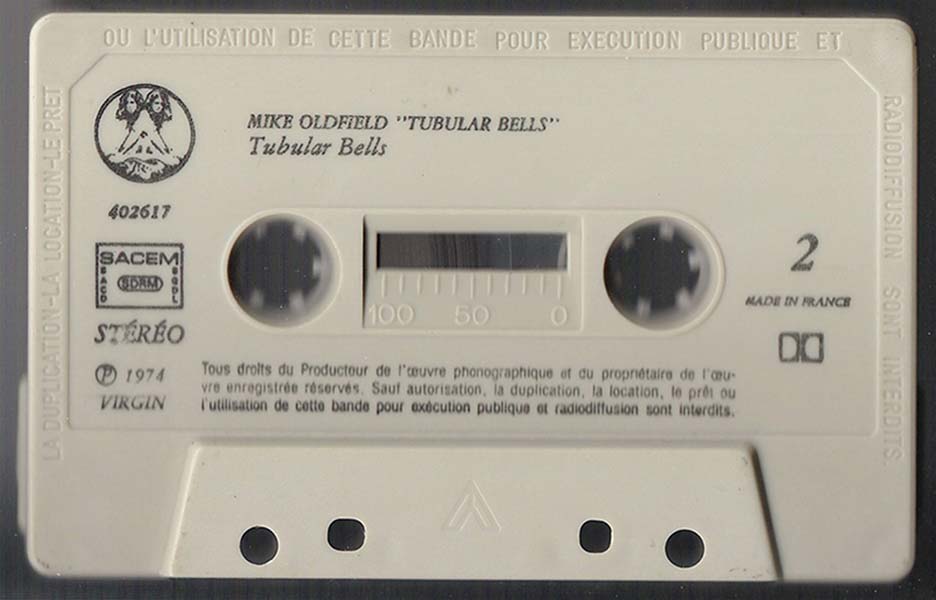 OU L'UTILISATION DE CETTE BANDE POUR EXECUTION PUBLIQUE ET
RADIODIFFUSION SONT INTERDITS.
LA DUPLICATION-LA LOCATION-LE PRET
MIKE OLDFIELD "TUBULAR BELLS"
Tubular Bells
402617
SACEM
SACD
SDRM
SGDL
STÉRÉO
Ⓟ 1974
VIRGIN
100 50 0
2
MADE IN FRANCE
Tous droits du Producteur de l'œuvre phonographique et du propriétaire de l'œu-
vre enregistrée réservés. Sauf autorisation, la duplication, la location, le prêt ou
l'utilisation de cette bande pour exécution publique et radiodiffusion sont interdits.